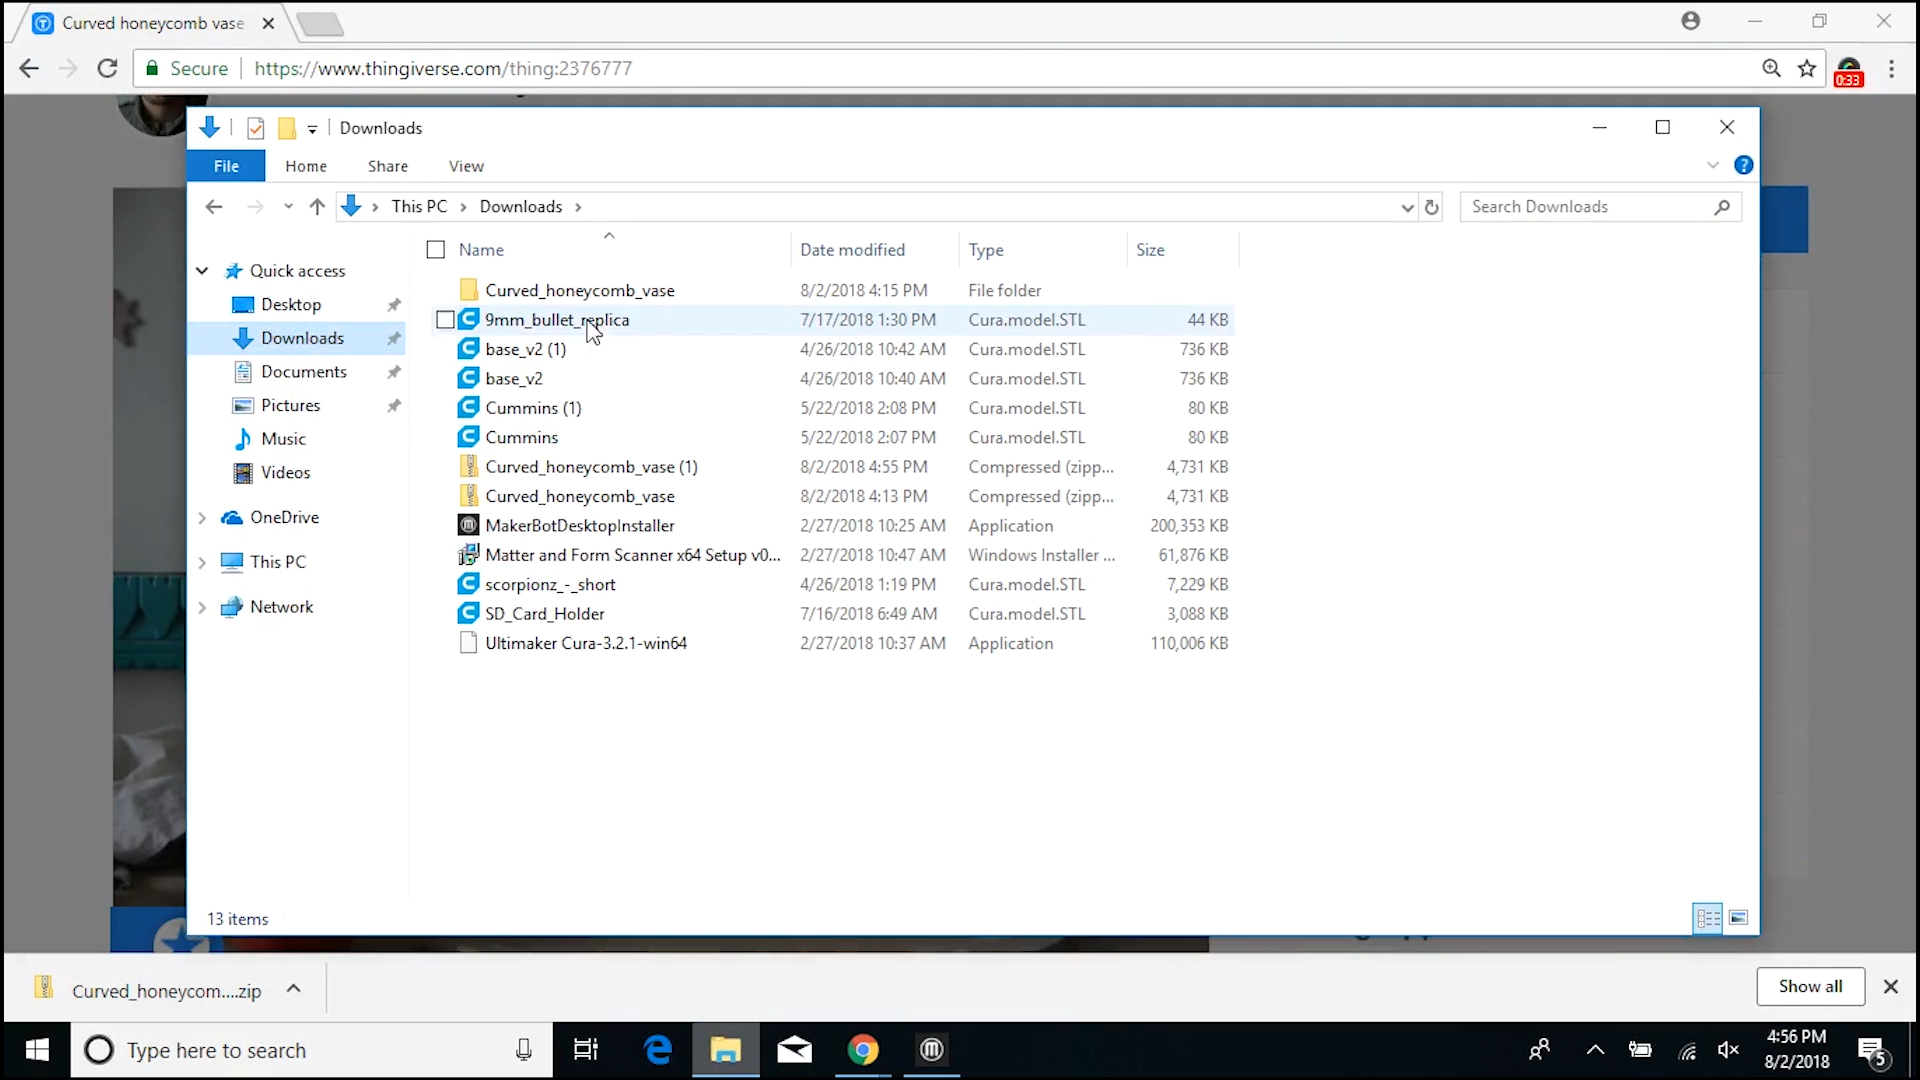 Curved honeycomb vase
Secure
https://www.thingiverse.com/thing:2376777
0:33
Downloads
File Home Share View
This PC Downloads
Search Downloads
Name Date modified Type Size
Quick access
Desktop
Downloads
Documents
Pictures
Music
Videos
OneDrive
This PC
Network
Curved_honeycomb_vase 8/2/2018 4:15 PM File folder
9mm_bullet_replica 7/17/2018 1:30 PM Cura.model.STL 44 KB
base_v2 (1) 4/26/2018 10:42 AM Cura.model.STL 736 KB
base_v2 4/26/2018 10:40 AM Cura.model.STL 736 KB
Cummins (1) 5/22/2018 2:08 PM Cura.model.STL 80 KB
Cummins 5/22/2018 2:07 PM Cura.model.STL 80 KB
Curved_honeycomb_vase (1) 8/2/2018 4:55 PM Compressed (zipp... 4,731 KB
Curved_honeycomb_vase 8/2/2018 4:13 PM Compressed (zipp... 4,731 KB
MakerBotDesktopInstaller 2/27/2018 10:25 AM Application 200,353 KB
Matter and Form Scanner x64 Setup v0... 2/27/2018 10:47 AM Windows Installer ... 61,876 KB
scorpionz_-_short 4/26/2018 1:19 PM Cura.model.STL 7,229 KB
SD_Card_Holder 7/16/2018 6:49 AM Cura.model.STL 3,088 KB
Ultimaker Cura-3.2.1-win64 2/27/2018 10:37 AM Application 110,006 KB
13 items
Curved_honeycom....zip
Show all
Type here to search
4:56 PM
8/2/2018
5